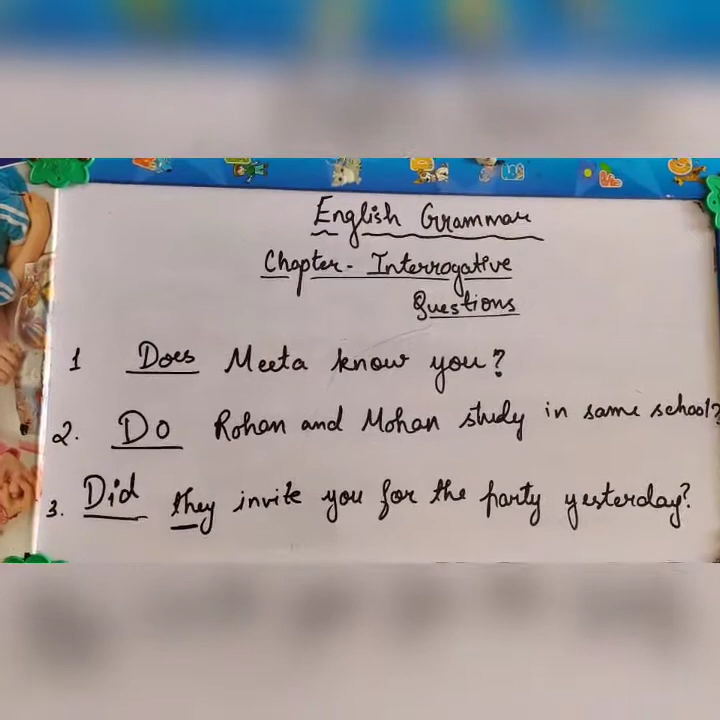 English Grammar
Chapter- Interrogative
Questions
1 Does Meeta know you?
2. Do Rohan and Mohan study in same school?
3. Did they invite you for the party yesterday?